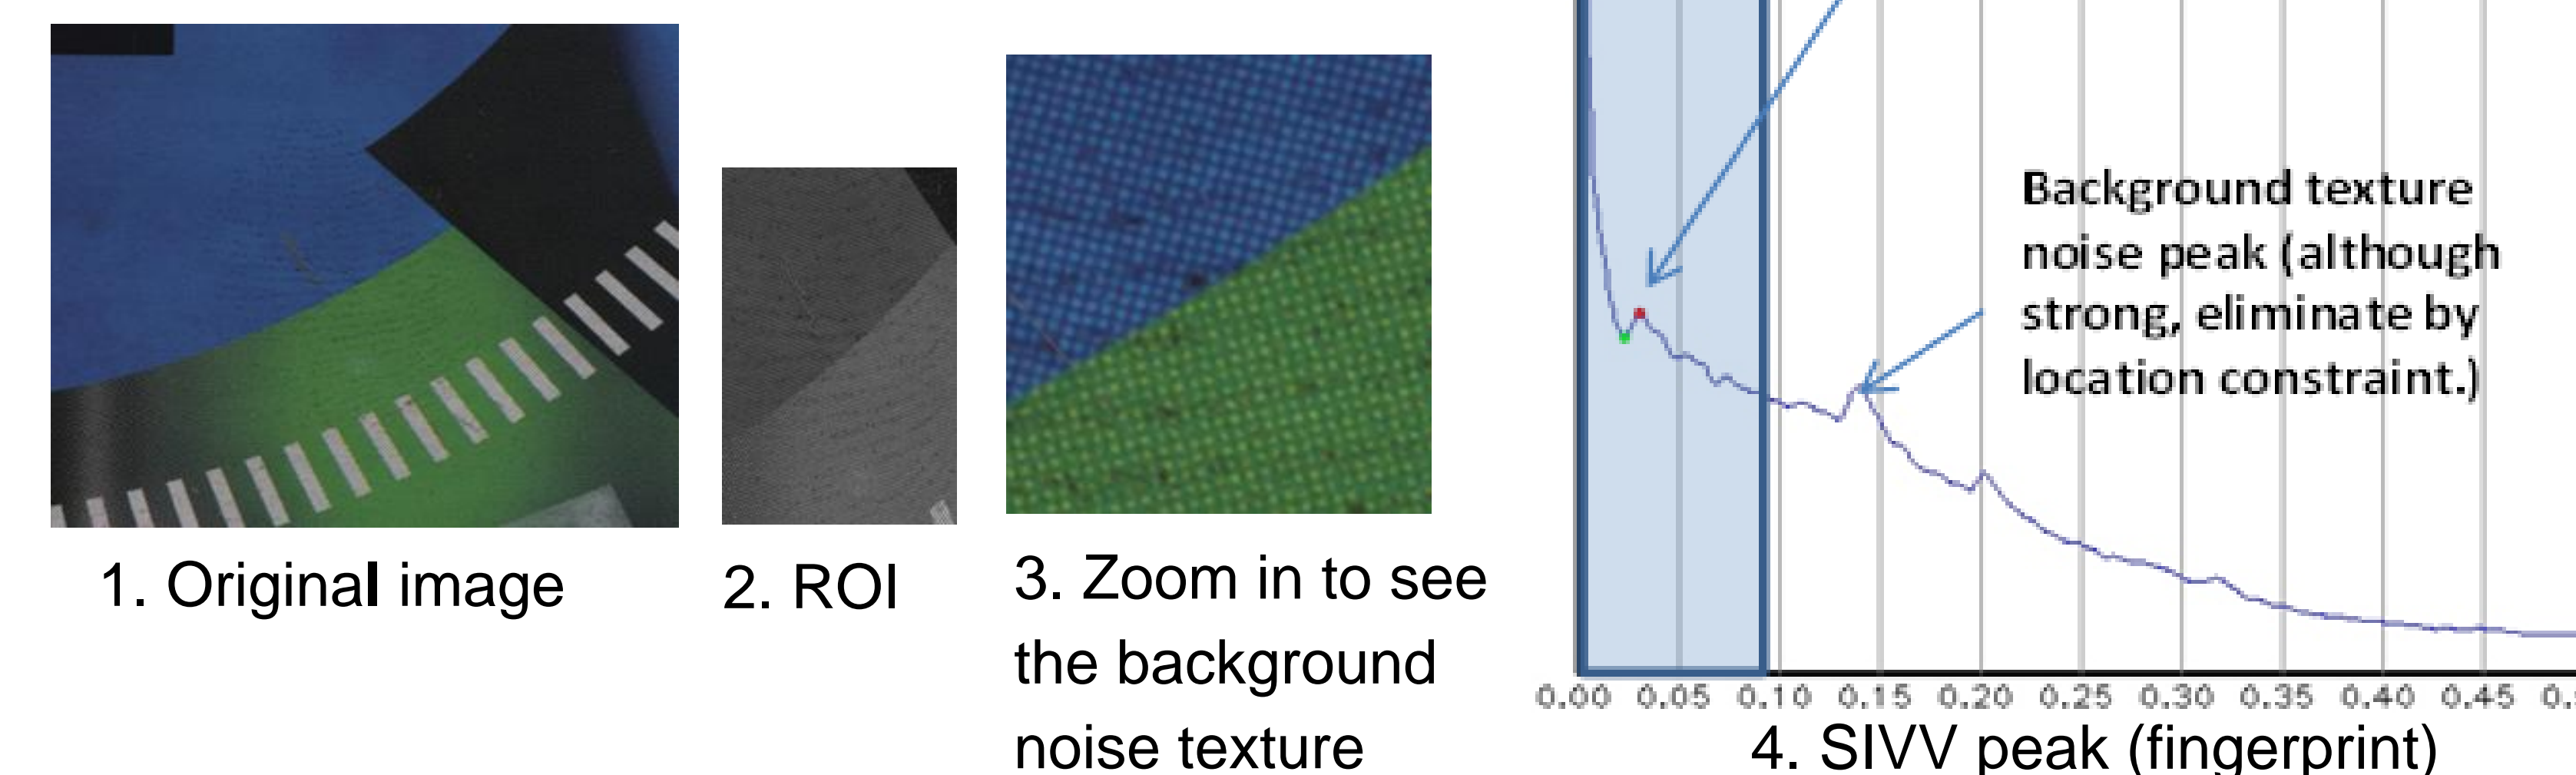 Background texture
noise peak (although
strong, eliminate by
location constraint.)
0.00 0.05 0.10 0.15 0.20 0.25 0.30 0.35 0.40 0.45
1. Original image
2. ROI
3. Zoom in to see
the background
noise texture
4. SIVV peak (fingerprint)